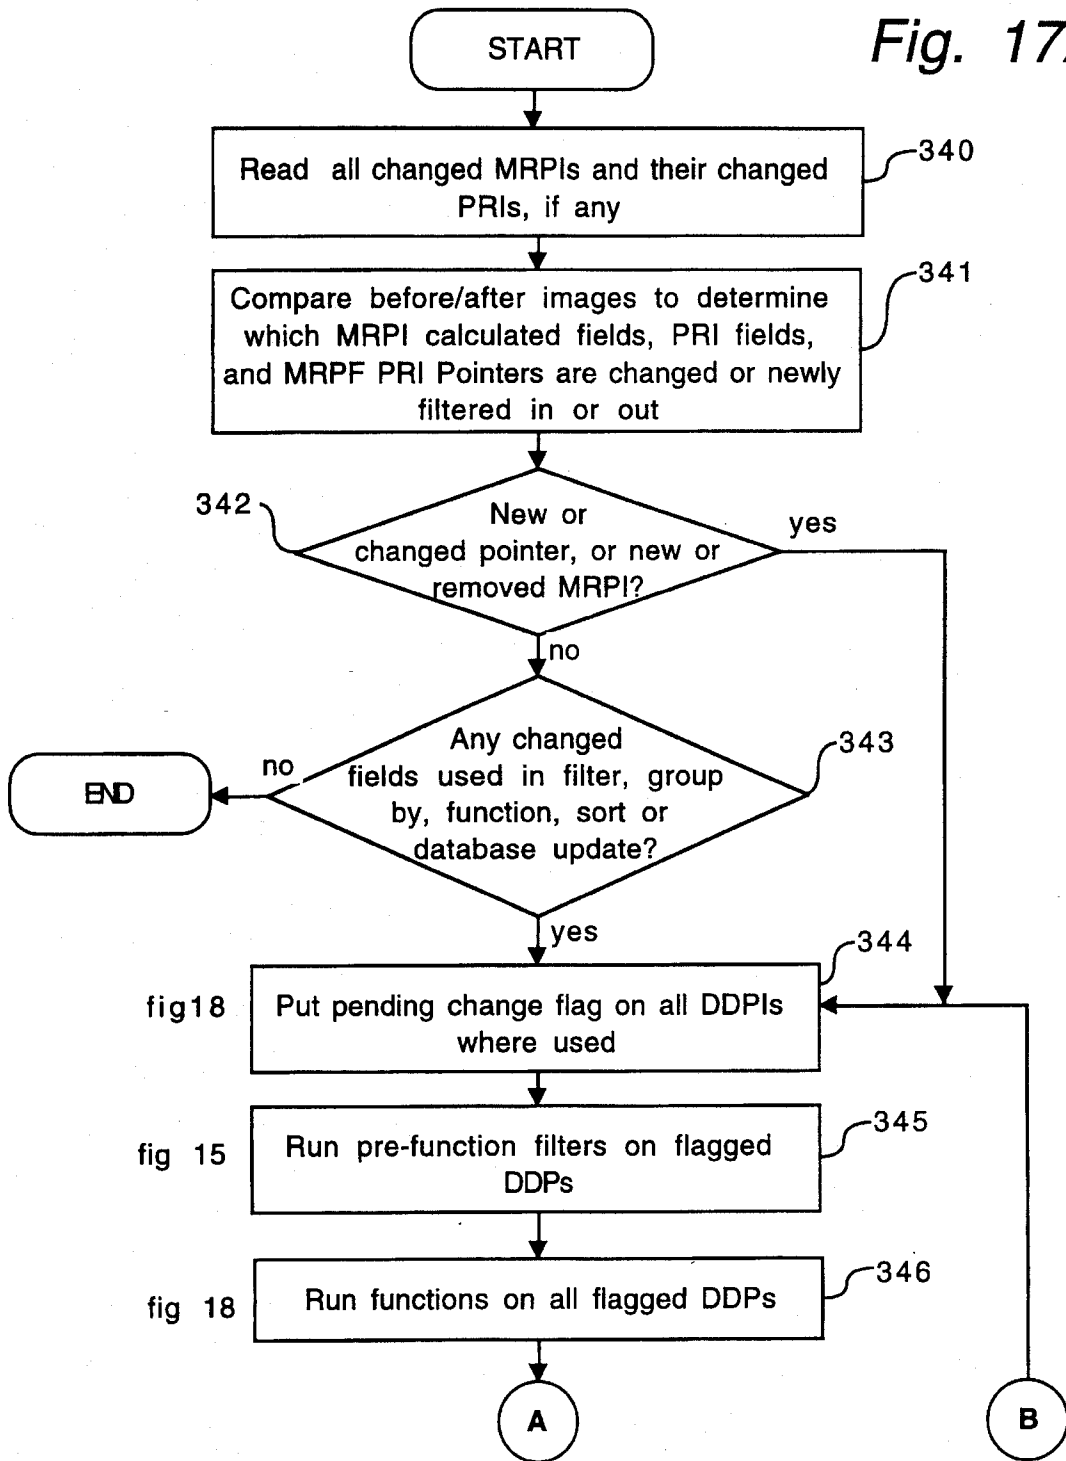 Fig. 17
START
340
Read all changed MRPIs and their changed
PRIs, if any
341
Compare before/after images to determine
which MRPI calculated fields, PRI fields,
and MRPF PRI Pointers are changed or newly
filtered in or out
342
New or
changed pointer, or new or
removed MRPI?
yes
no
343
Any changed
fields used in filter, group
by, function, sort or
database update?
no
END
yes
344
fig18
Put pending change flag on all DDPIs
where used
345
fig 15
Run pre-function filters on flagged
DDPs
346
fig 18
Run functions on all flagged DDPs
A
B